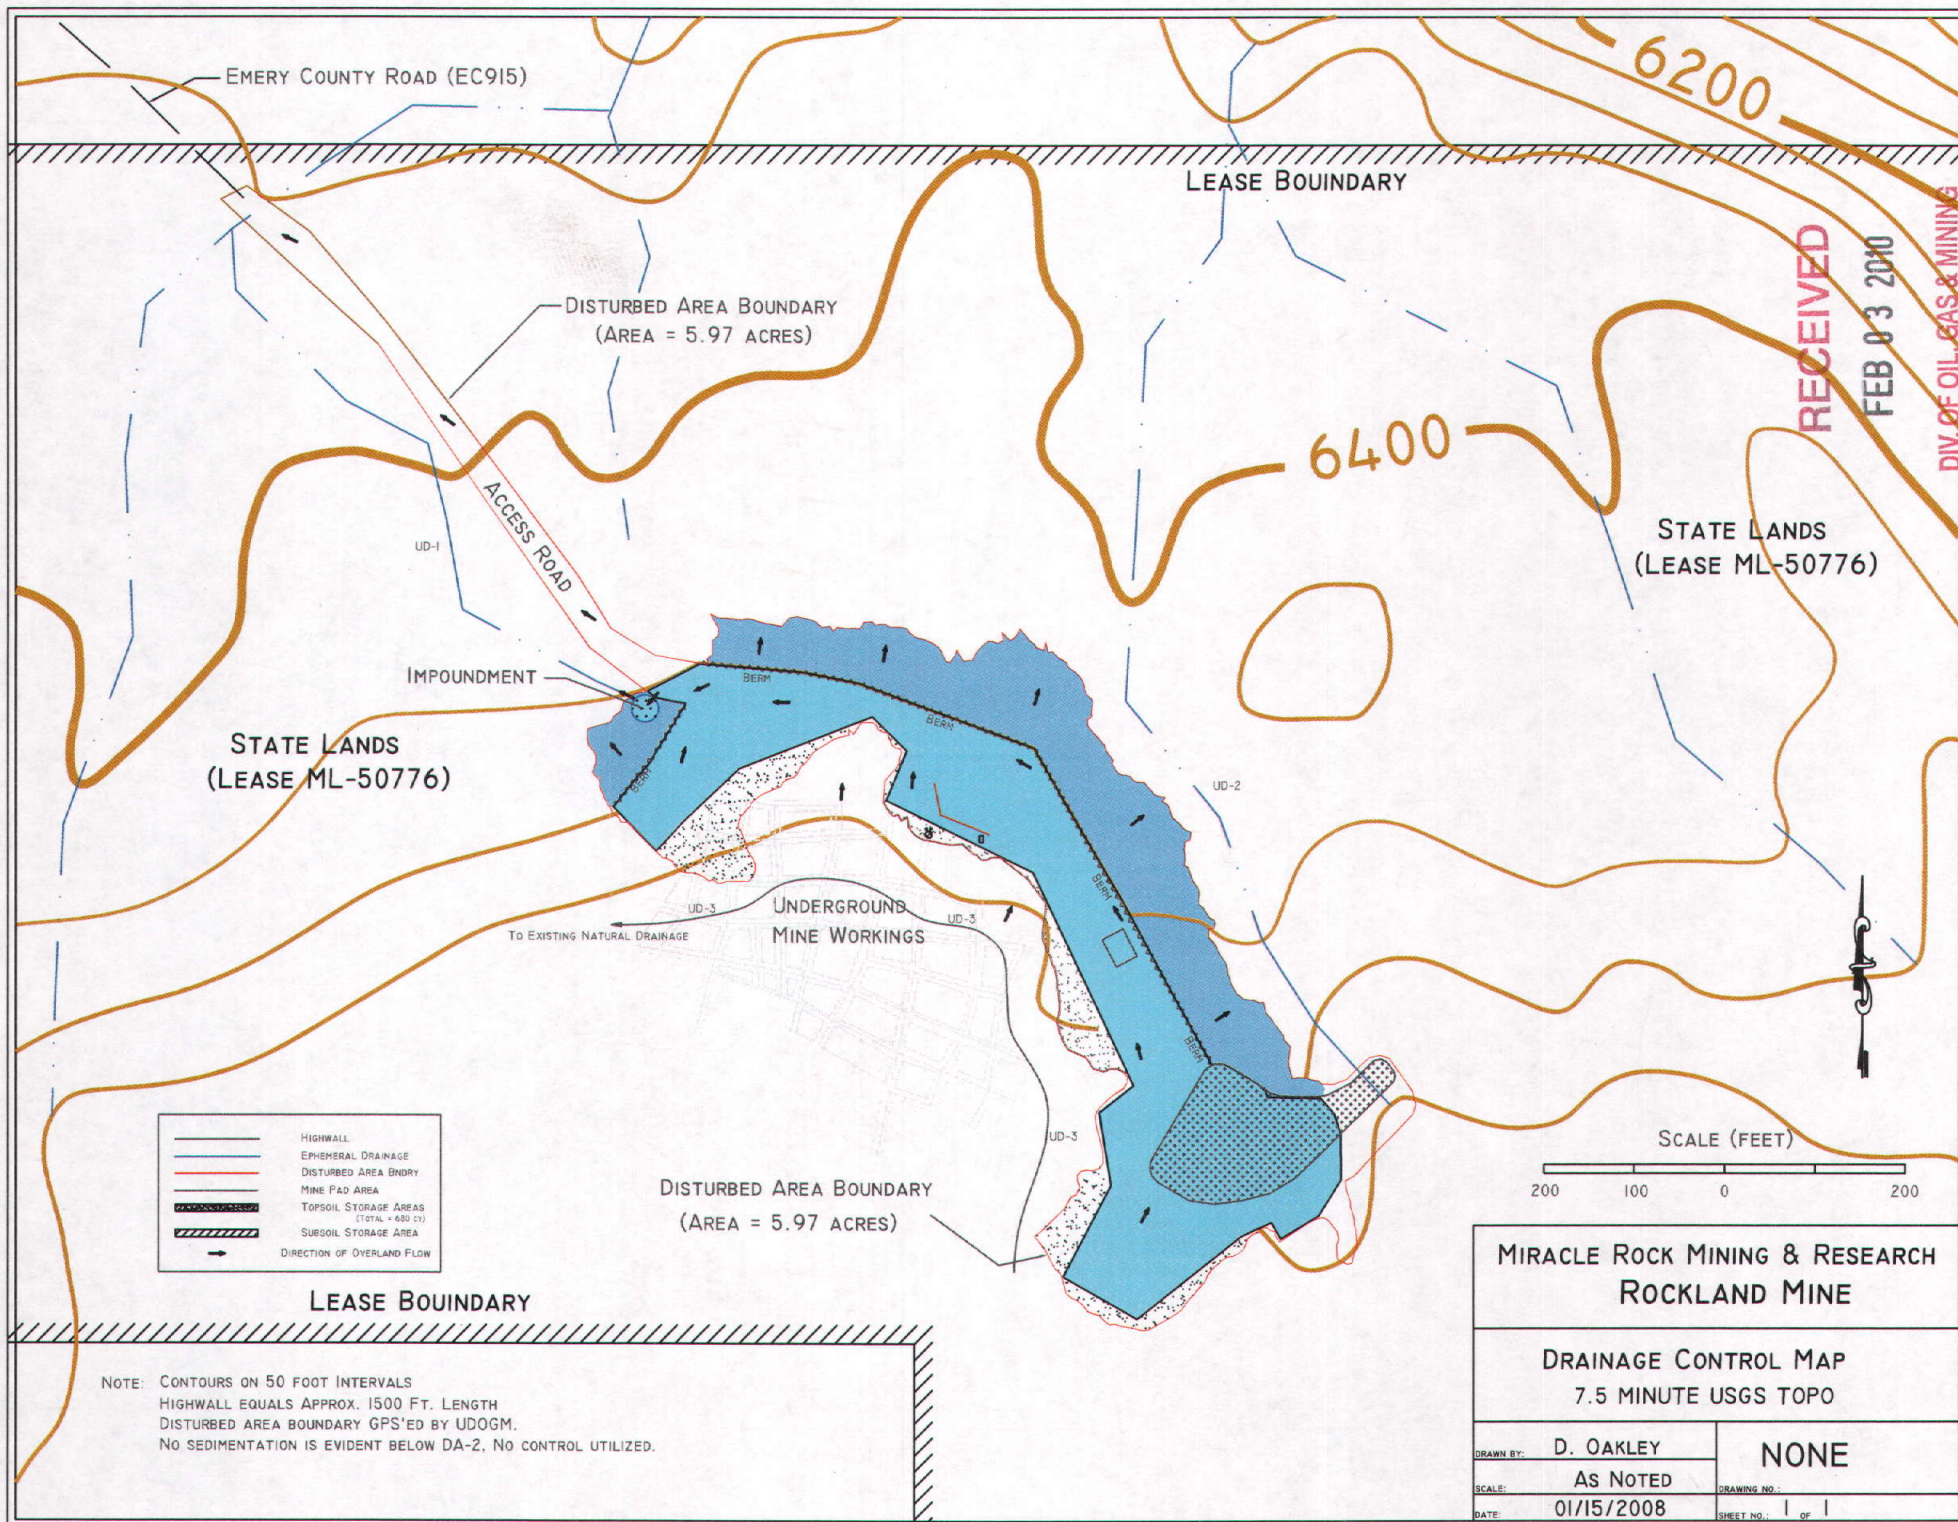 EMERY COUNTY ROAD (EC915)
6200
LEASE BOUINDARY
RECEIVED
FEB 03 2010
DIV. OF OIL, GAS & MINING
DISTURBED AREA BOUNDARY
(AREA = 5.97 ACRES)
6400
ACCESS ROAD
UD-1
STATE LANDS
(LEASE ML-50776)
IMPOUNDMENT
BERM
BERM
BERM
STATE LANDS
(LEASE ML-50776)
UD-2
BERM
UD-3
UNDERGROUND
MINE WORKINGS
UD-3
TO EXISTING NATURAL DRAINAGE
BERM
UD-3
SCALE (FEET)
200 100 0 200
DISTURBED AREA BOUNDARY
(AREA = 5.97 ACRES)
HIGHWALL
EPHEMERAL DRAINAGE
DISTURBED AREA BNDRY
MINE PAD AREA
TOPSOIL STORAGE AREAS
(TOTAL = 680 CY)
SUBSOIL STORAGE AREA
DIRECTION OF OVERLAND FLOW
LEASE BOUINDARY
NOTE: CONTOURS ON 50 FOOT INTERVALS
HIGHWALL EQUALS APPROX. 1500 FT. LENGTH
DISTURBED AREA BOUNDARY GPS'ED BY UDOGM.
NO SEDIMENTATION IS EVIDENT BELOW DA-2, NO CONTROL UTILIZED.
MIRACLE ROCK MINING & RESEARCH
ROCKLAND MINE
DRAINAGE CONTROL MAP
7.5 MINUTE USGS TOPO
DRAWN BY: D. OAKLEY
NONE
SCALE: AS NOTED
DRAWING NO.:
DATE: 01/15/2008
SHEET NO.: 1 OF 1